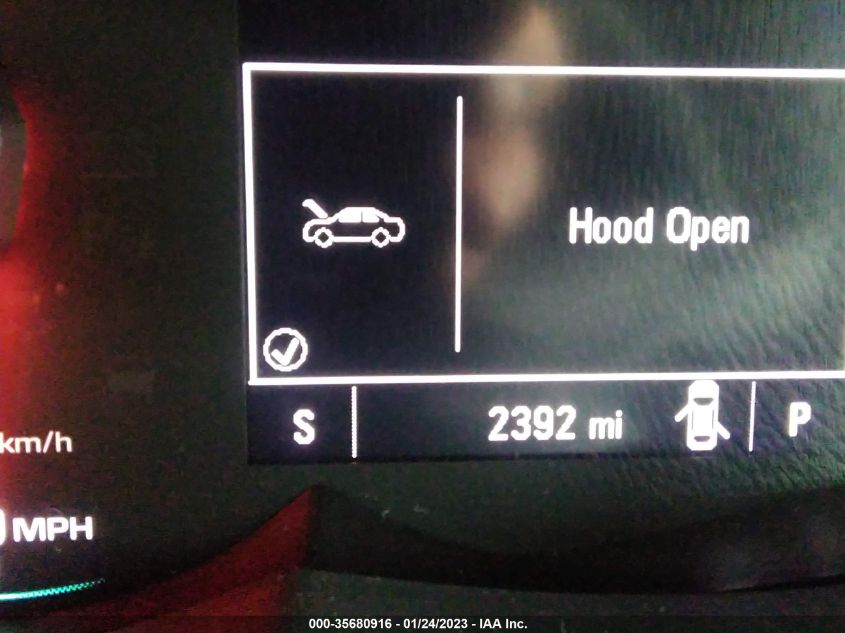 Hood Open
S 2392 mi P
km/h
MPH
000-35680916 - 01/24/2023 - IAA Inc.